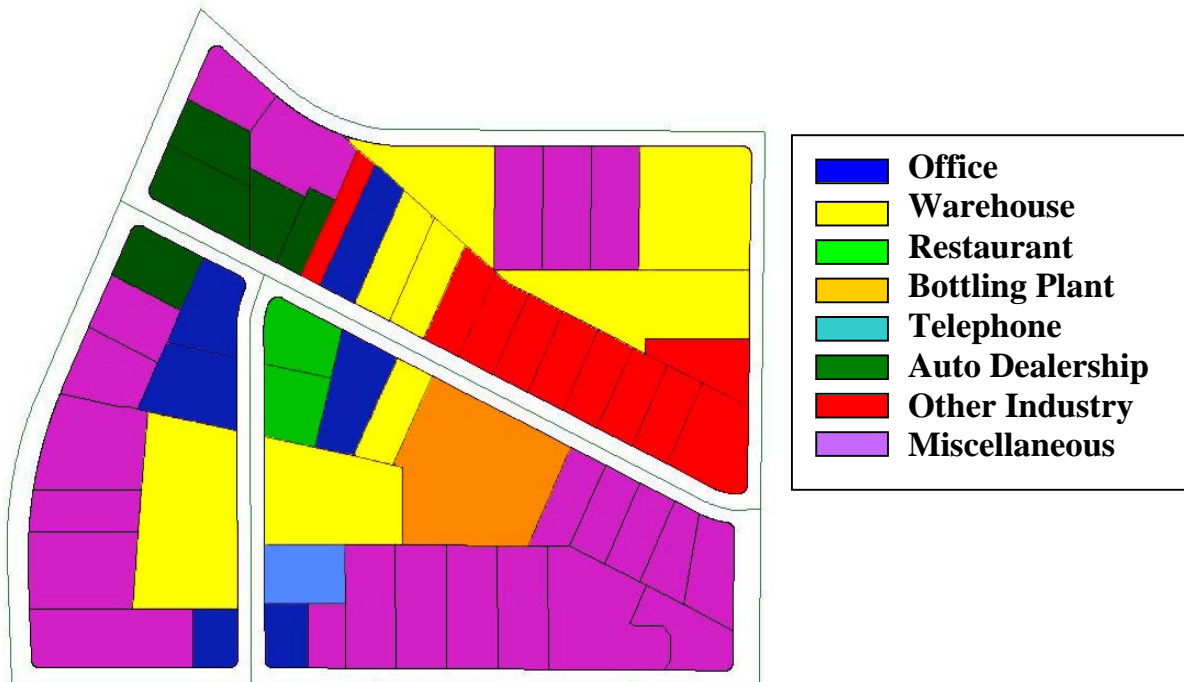 Office
Warehouse
Restaurant
Bottling Plant
Telephone
Auto Dealership
Other Industry
Miscellaneous